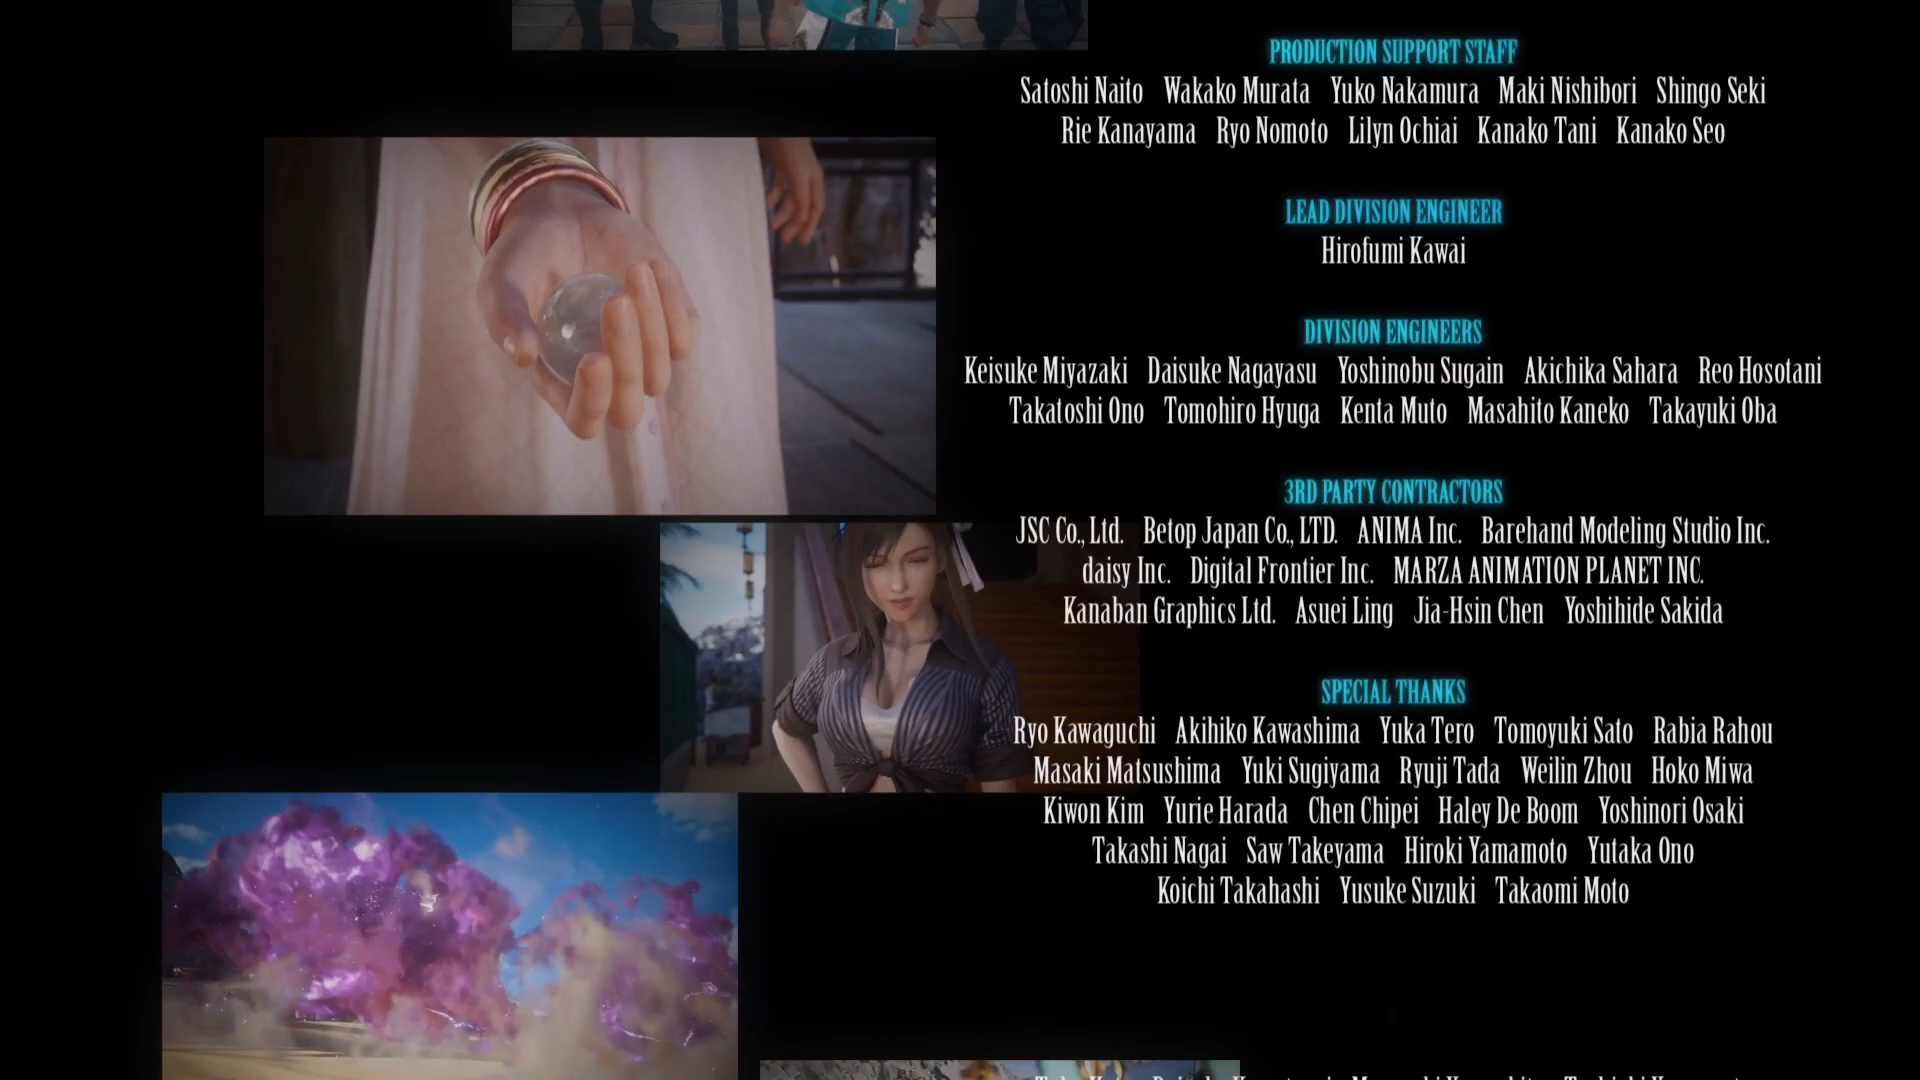 PRODUCTION SUPPORT STAFF
Satoshi Naito Wakako Murata Yuko Nakamura Maki Nishibori Shingo Seki
Rie Kanayama Ryo Nomoto Lilyn Ochiai Kanako Tani Kanako Seo
LEAD DIVISION ENGINEER
Hirofumi Kawai
DIVISION ENGINEERS
Keisuke Miyazaki Daisuke Nagayasu Yoshinobu Sugain Akichika Sahara Reo Hosotani
Takatoshi Ono Tomohiro Hyuga Kenta Muto Masahito Kaneko Takayuki Oba
3RD PARTY CONTRACTORS
JSC Co., Ltd. Betop Japan Co., LTD. ANIMA Inc. Barehand Modeling Studio Inc.
daisy Inc. Digital Frontier Inc. MARZA ANIMATION PLANET INC.
Kanaban Graphics Ltd. Asuei Ling Jia-Hsin Chen Yoshihide Sakida
SPECIAL THANKS
Ryo Kawaguchi Akihiko Kawashima Yuka Tero Tomoyuki Sato Rabia Rahou
Masaki Matsushima Yuki Sugiyama Ryuji Tada Weilin Zhou Hoko Miwa
Kiwon Kim Yurie Harada Chen Chipei Haley De Boom Yoshinori Osaki
Takashi Nagai Saw Takeyama Hiroki Yamamoto Yutaka Ono
Koichi Takahashi Yusuke Suzuki Takaomi Moto